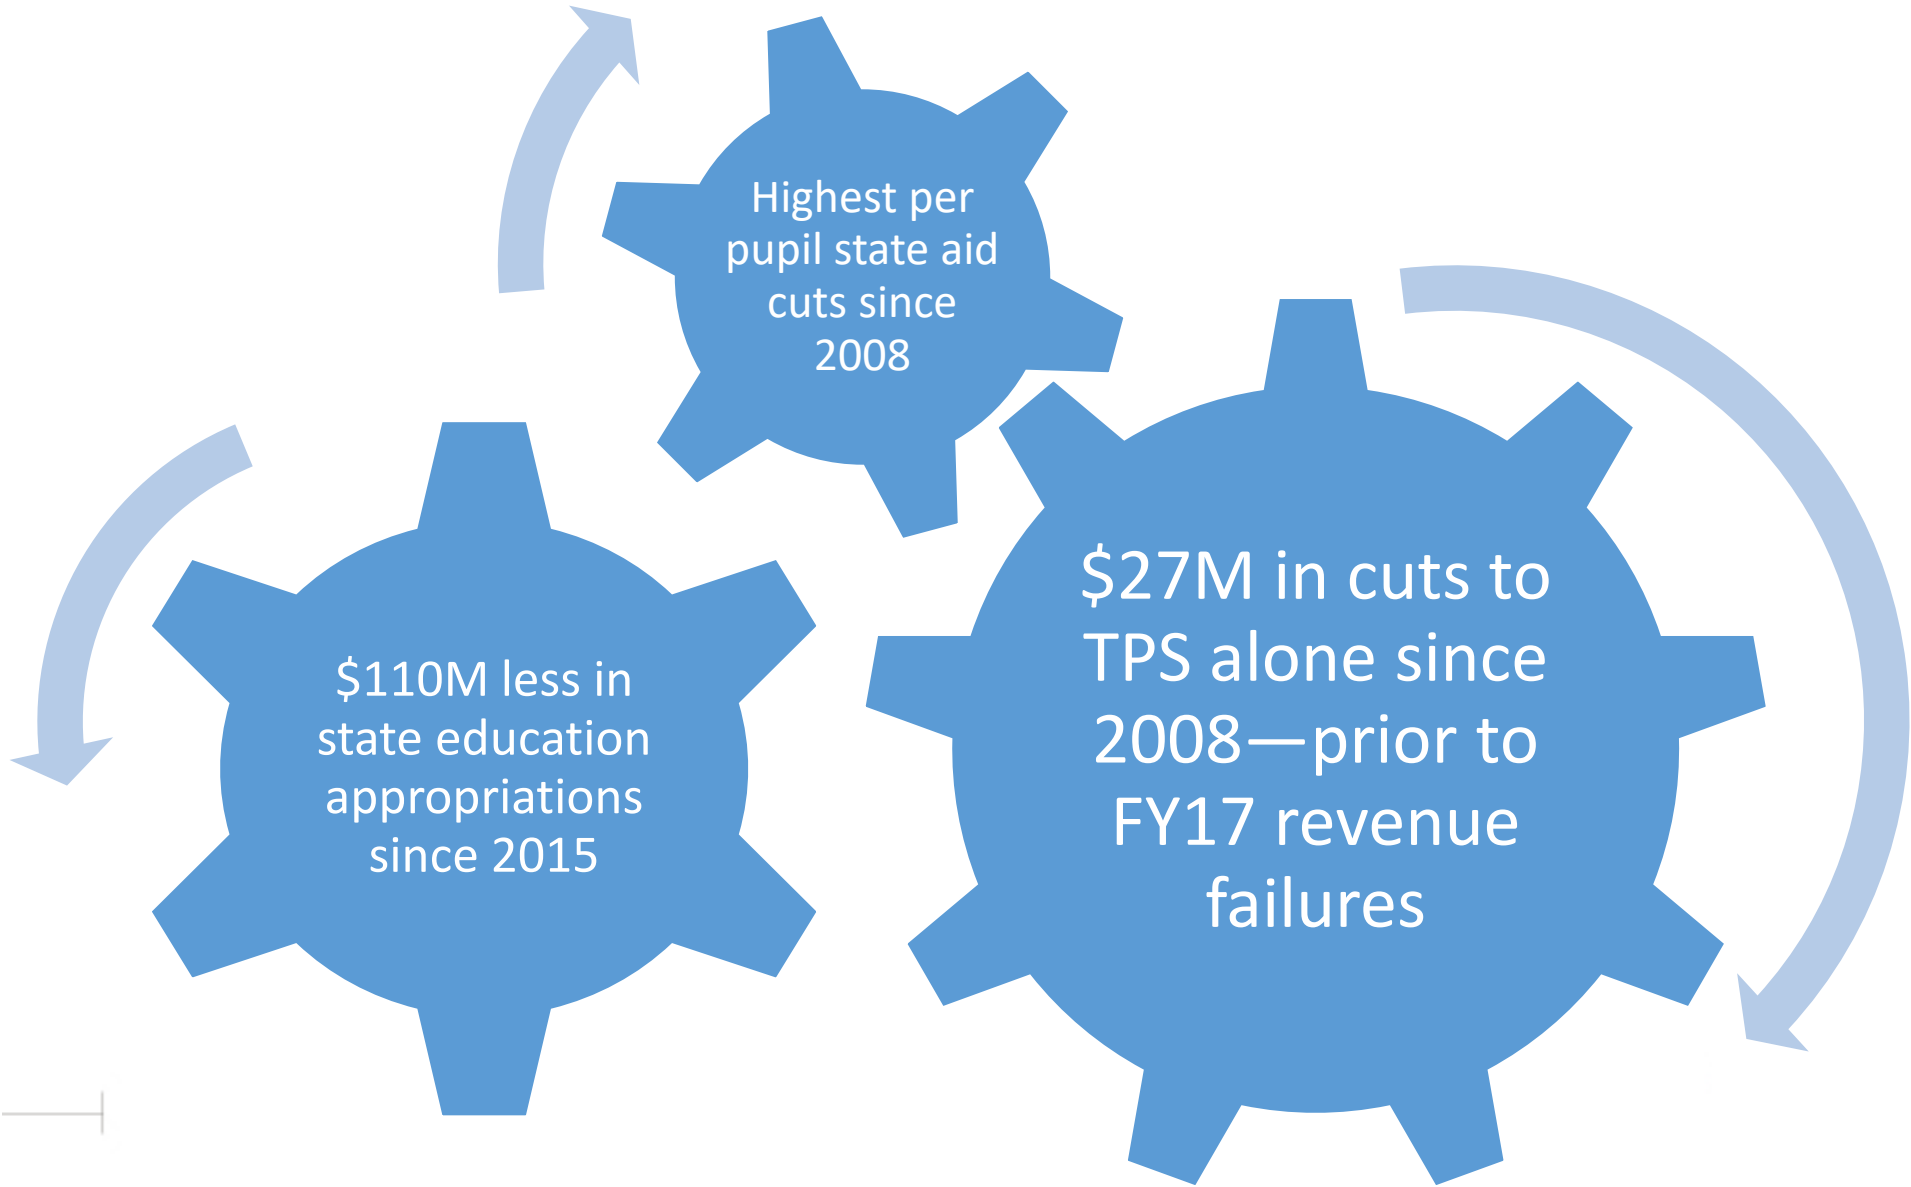 Highest per
pupil state aid
cuts since
2008
$110M less in
state education
appropriations
since 2015
$27M in cuts to
TPS alone since
2008—prior to
FY17 revenue
failures